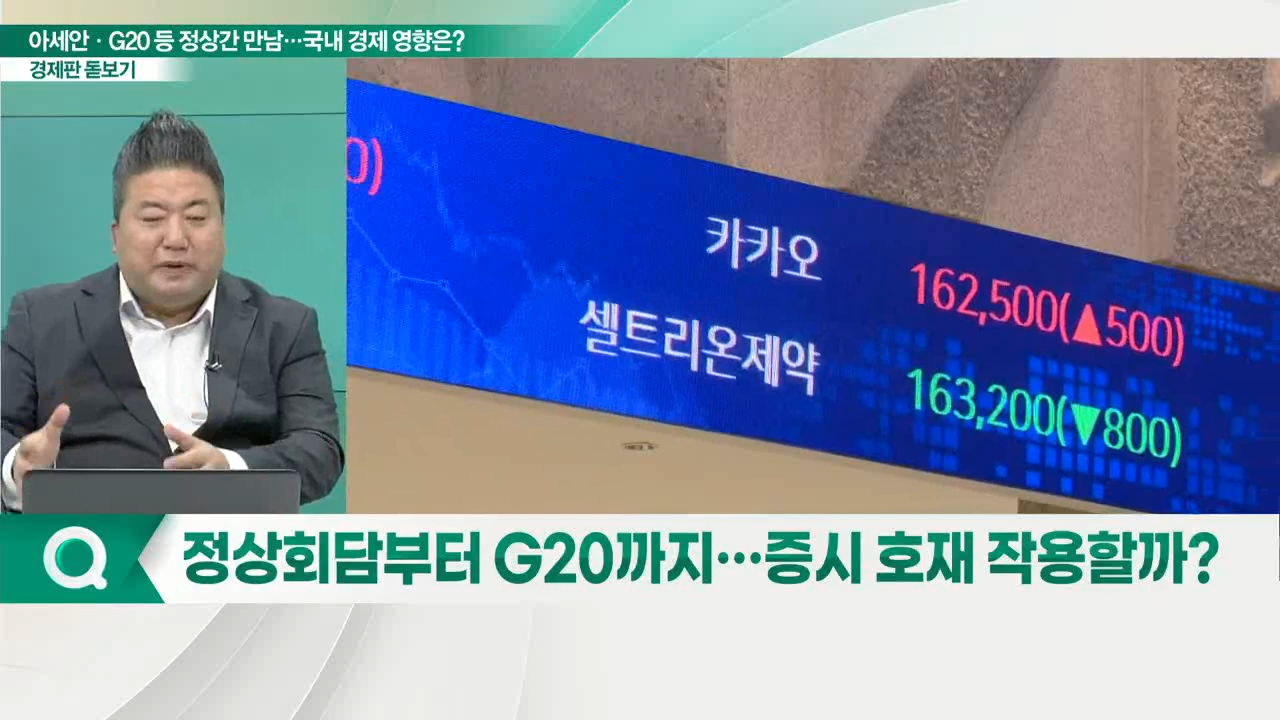 아세안 · G20 등 정상간 만남…국내 경제 영향은?
경제판 돋보기
0)
카카오 162,500(▲500)
셀트리온제약 163,200(▼800)
정상회담부터 G20까지…증시 호재 작용할까?